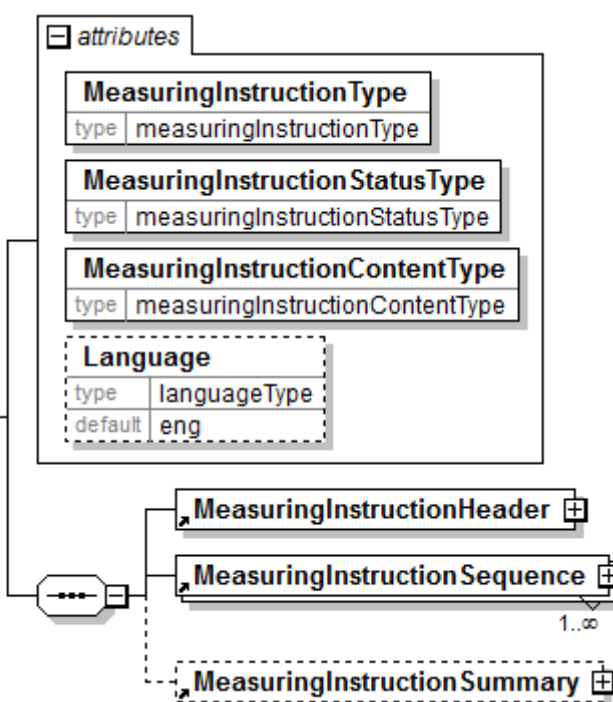 attributes
MeasuringInstructionType
type measuringInstructionType
MeasuringInstructionStatusType
type measuringInstructionStatusType
MeasuringInstructionContentType
type measuringInstructionContentType
Language
type languageType
default eng
MeasuringInstructionHeader
MeasuringInstructionSequence
1..∞
MeasuringInstructionSummary